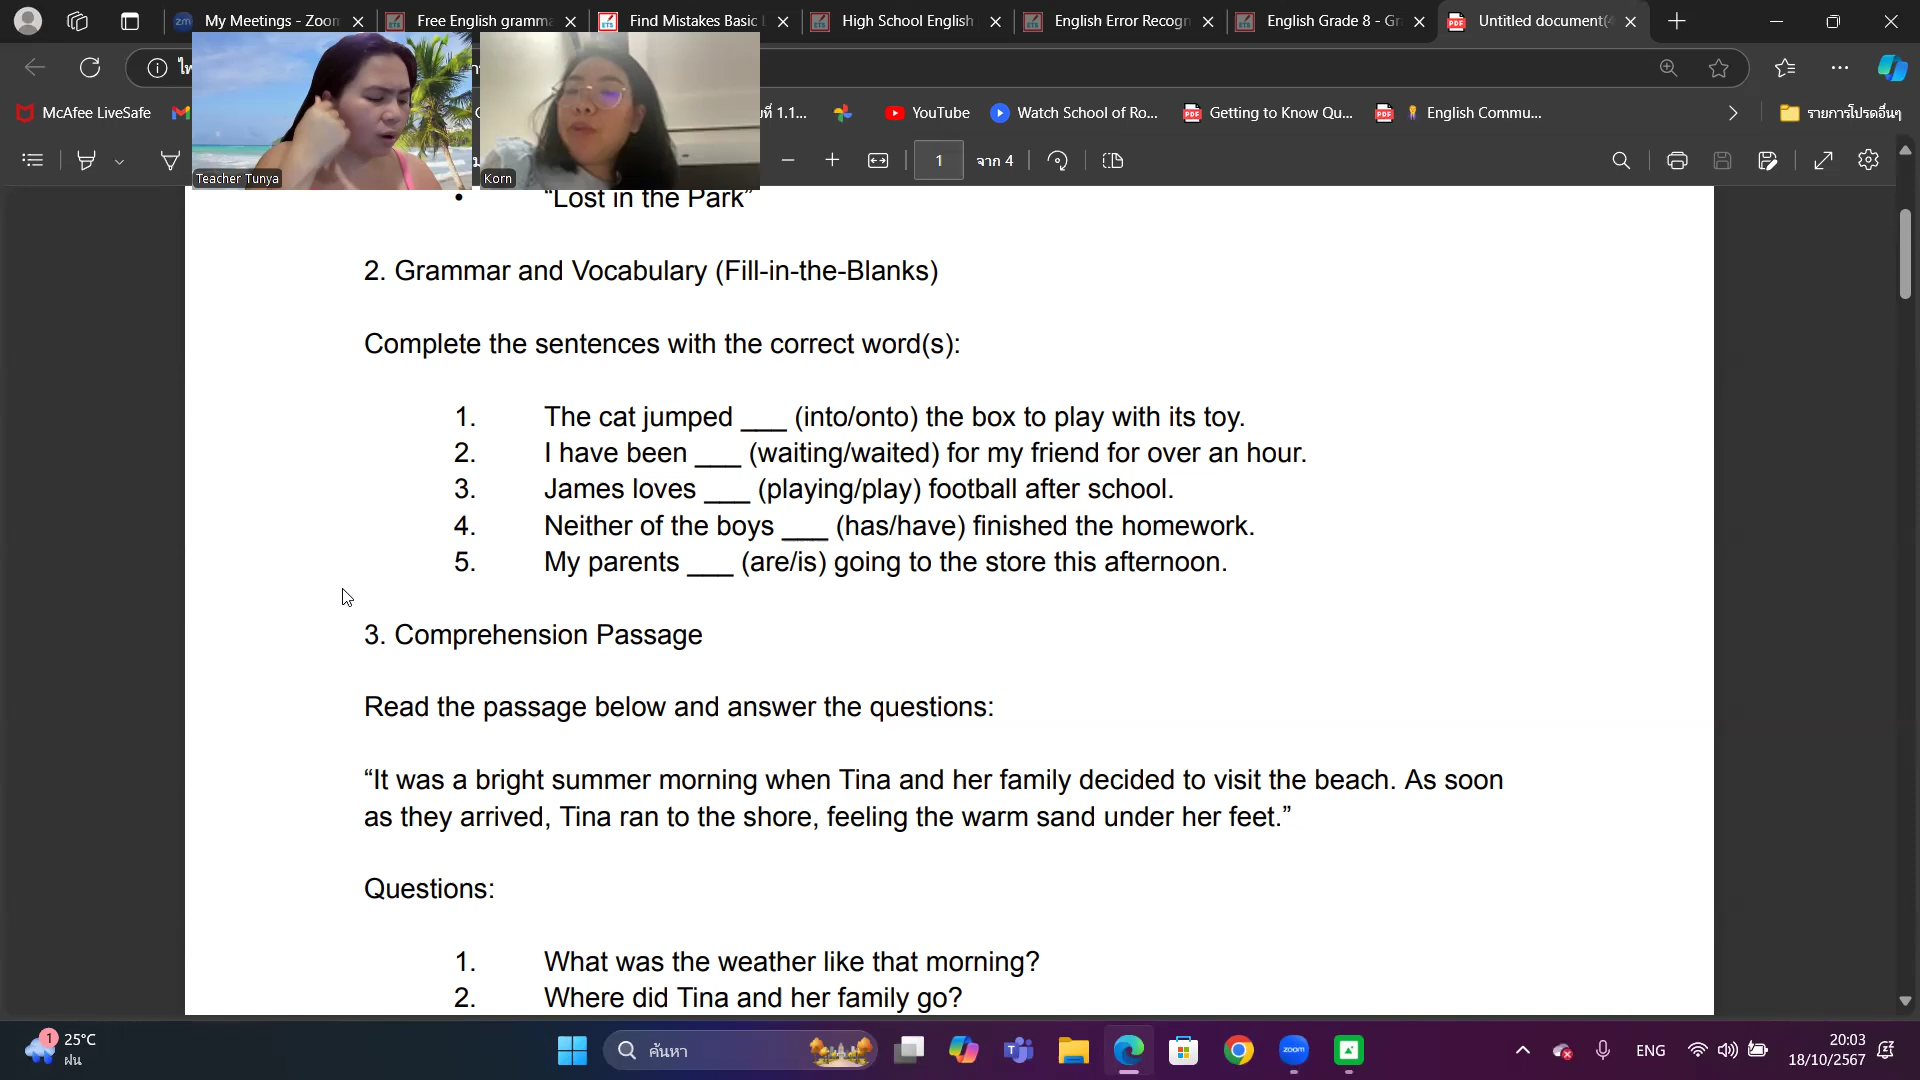 My Meetings - Zoom
Free English gramma
Find Mistakes Basic
High School English
English Error Recogn
English Grade 8 - Gr
Untitled document(4
McAfee LiveSafe
ที่ 1.1...
YouTube
Watch School of Ro...
Getting to Know Qu...
English Commu...
รายการโปรดอื่นๆ
1
จาก 4
Teacher Tunya
Korn
• “Lost in the Park”
2. Grammar and Vocabulary (Fill-in-the-Blanks)
Complete the sentences with the correct word(s):
1. The cat jumped ___ (into/onto) the box to play with its toy.
2. I have been ___ (waiting/waited) for my friend for over an hour.
3. James loves ___ (playing/play) football after school.
4. Neither of the boys ___ (has/have) finished the homework.
5. My parents ___ (are/is) going to the store this afternoon.
3. Comprehension Passage
Read the passage below and answer the questions:
“It was a bright summer morning when Tina and her family decided to visit the beach. As soon
as they arrived, Tina ran to the shore, feeling the warm sand under her feet.”
Questions:
1. What was the weather like that morning?
2. Where did Tina and her family go?
1
25°C
ฝน
ค้นหา
zoom
ENG
20:03
18/10/2567